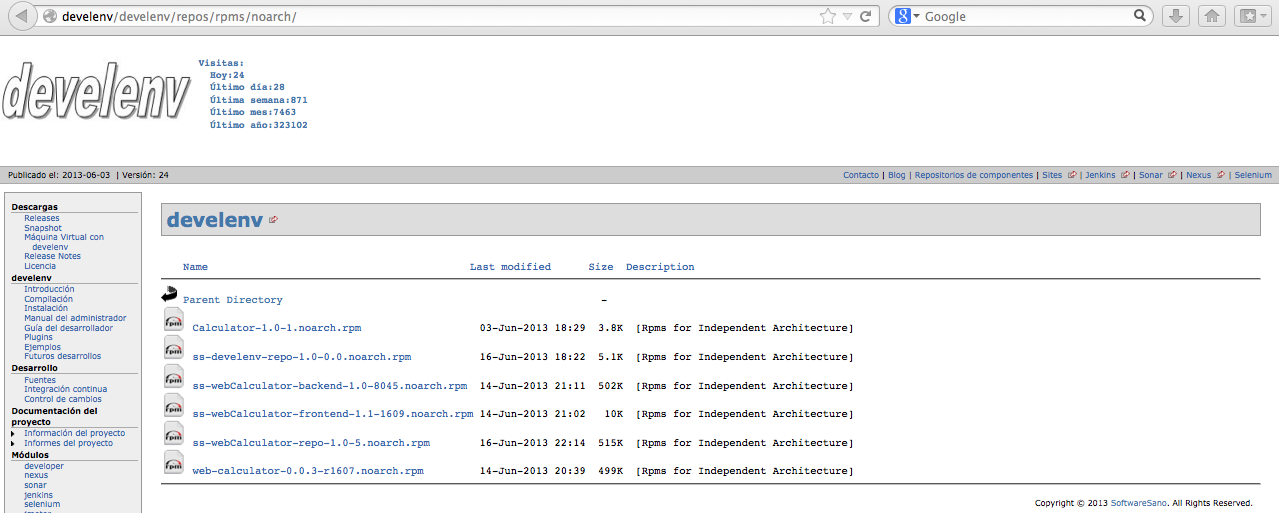 develenv/develenv/repos/rpms/noarch/
Google
develenv
Visitas:
Hoy:24
Último día:28
Última semana:871
Último mes:7463
Último año:323102
Publicado el: 2013-06-03 | Versión: 24
Contacto | Blog | Repositorios de componentes | Sites | Jenkins | Sonar | Nexus | Selenium
Descargas
Releases
Snapshot
Máquina Virtual con
develenv
Release Notes
Licencia
develenv
Introducción
Compilación
Instalación
Manual del administrador
Guía del desarrollador
Plugins
Ejemplos
Futuros desarrollos
Desarrollo
Fuentes
Integración continua
Control de cambios
Documentación del
proyecto
Información del proyecto
Informes del proyecto
Módulos
developer
nexus
sonar
jenkins
selenium
develenv
Name Last modified Size Description
Parent Directory -
rpm Calculator-1.0-1.noarch.rpm 03-Jun-2013 18:29 3.8K [Rpms for Independent Architecture]
rpm ss-develenv-repo-1.0-0.0.noarch.rpm 16-Jun-2013 18:22 5.1K [Rpms for Independent Architecture]
rpm ss-webCalculator-backend-1.0-8045.noarch.rpm 14-Jun-2013 21:11 502K [Rpms for Independent Architecture]
rpm ss-webCalculator-frontend-1.1-1609.noarch.rpm 14-Jun-2013 21:02 10K [Rpms for Independent Architecture]
rpm ss-webCalculator-repo-1.0-5.noarch.rpm 16-Jun-2013 22:14 515K [Rpms for Independent Architecture]
rpm web-calculator-0.0.3-r1607.noarch.rpm 14-Jun-2013 20:39 499K [Rpms for Independent Architecture]
Copyright © 2013 SoftwareSano. All Rights Reserved.